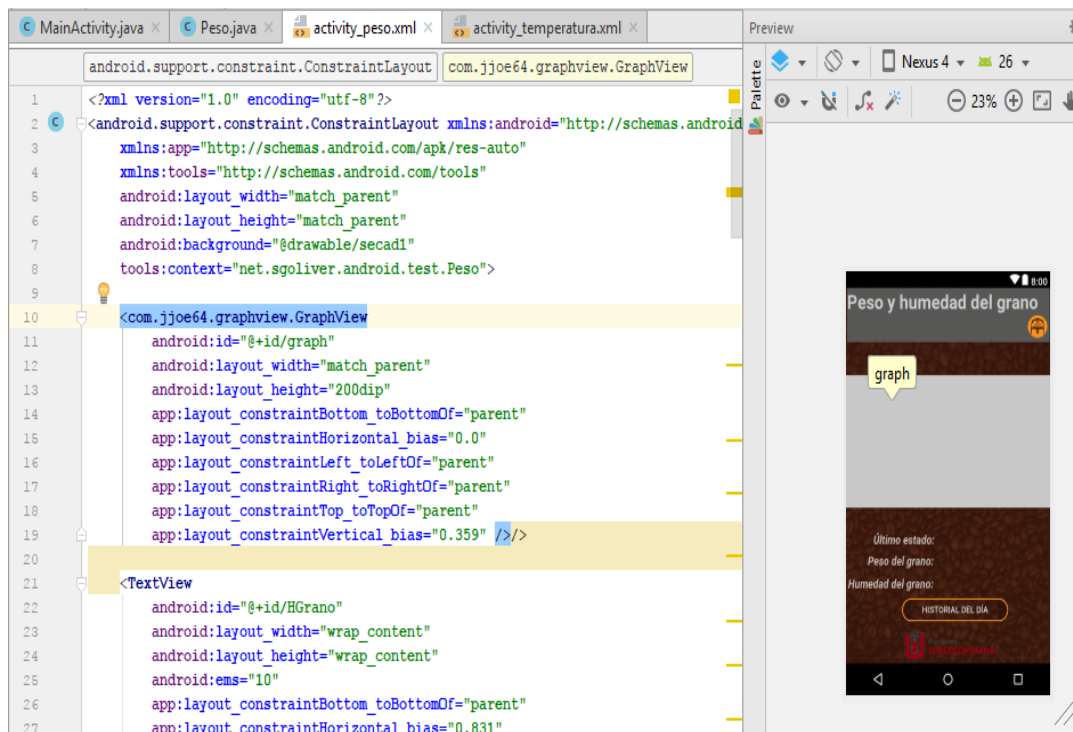 MainActivity.java
Peso.java
activity_peso.xml
activity_temperatura.xml
Preview
android.support.constraint.ConstraintLayout
com.jjoe64.graphview.GraphView
Palette
Nexus 4
26
23%
1 <?xml version="1.0" encoding="utf-8"?>
2 <android.support.constraint.ConstraintLayout xmlns:android="http://schemas.android
3 xmlns:app="http://schemas.android.com/apk/res-auto"
4 xmlns:tools="http://schemas.android.com/tools"
5 android:layout_width="match_parent"
6 android:layout_height="match_parent"
7 android:background="@drawable/secad1"
8 tools:context="net.sgoliver.android.test.Peso">
9
10 <com.jjoe64.graphview.GraphView
11 android:id="@+id/graph"
12 android:layout_width="match_parent"
13 android:layout_height="200dip"
14 app:layout_constraintBottom_toBottomOf="parent"
15 app:layout_constraintHorizontal_bias="0.0"
16 app:layout_constraintLeft_toLeftOf="parent"
17 app:layout_constraintRight_toRightOf="parent"
18 app:layout_constraintTop_toTopOf="parent"
19 app:layout_constraintVertical_bias="0.359" />/>
20
21 <TextView
22 android:id="@+id/HGrano"
23 android:layout_width="wrap_content"
24 android:layout_height="wrap_content"
25 android:ems="10"
26 app:layout_constraintBottom_toBottomOf="parent"
27 app:layout_constraintHorizontal_bias="0.831"
8:00
Peso y humedad del grano
graph
Último estado:
Peso del grano:
Humedad del grano:
HISTORIAL DEL DÍA